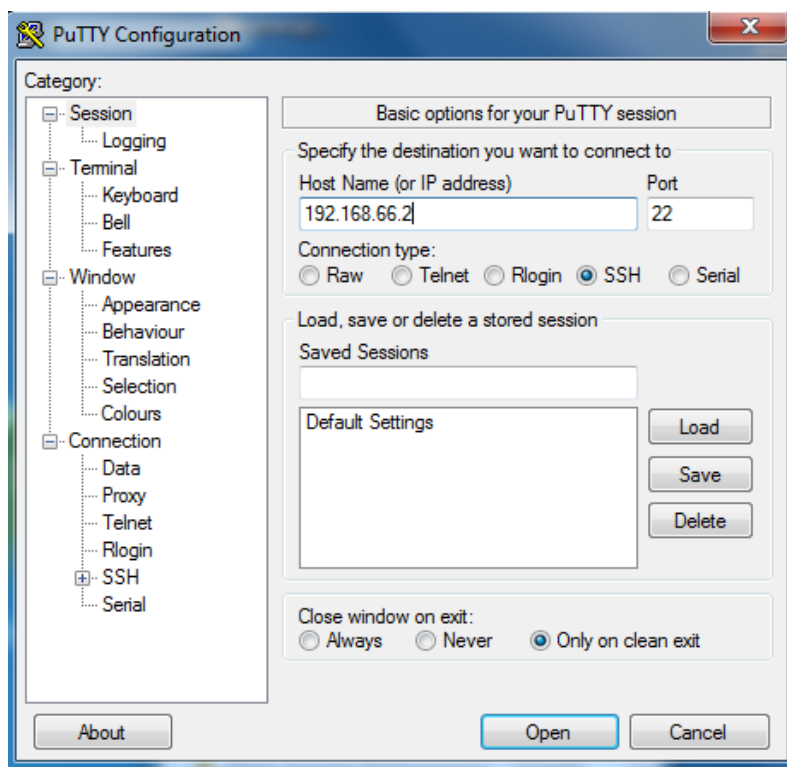 PuTTY Configuration
X
Category:
Session
Logging
Terminal
Keyboard
Bell
Features
Window
Appearance
Behaviour
Translation
Selection
Colours
Connection
Data
Proxy
Telnet
Rlogin
SSH
Serial
Basic options for your PuTTY session
Specify the destination you want to connect to
Host Name (or IP address) Port
192.168.66.2 22
Connection type:
Raw Telnet Rlogin SSH Serial
Load, save or delete a stored session
Saved Sessions
Default Settings
Load
Save
Delete
Close window on exit:
Always Never Only on clean exit
About Open Cancel